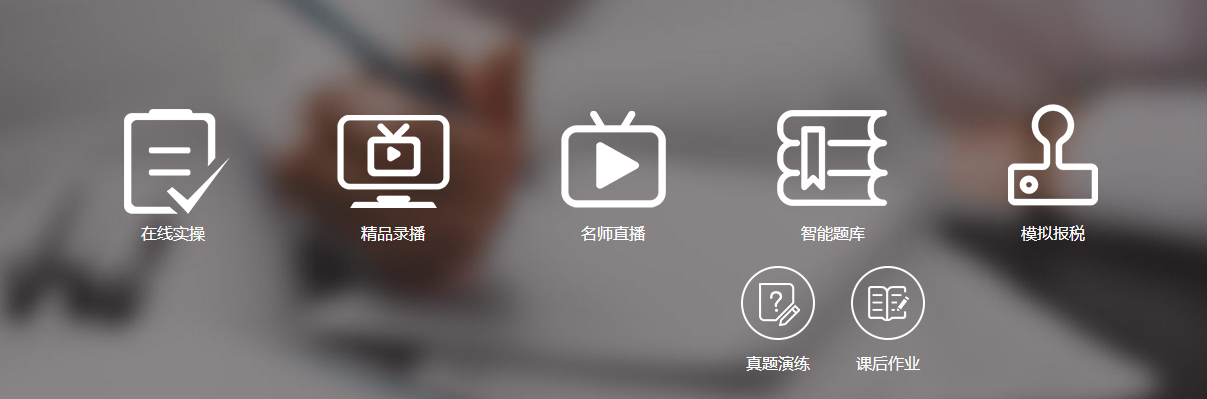 在线实操
精品录播
名师直播
智能题库
模拟报税
真题演练
课后作业